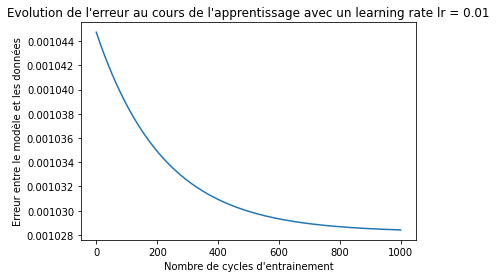 Evolution de l'erreur au cours de l'apprentissage avec un learning rate lr = 0.01
Erreur entre le modèle et les données
0.001044
0.001042
0.001040
0.001038
0.001036
0.001034
0.001032
0.001030
0.001028
0 200 400 600 800 1000
Nombre de cycles d'entrainement